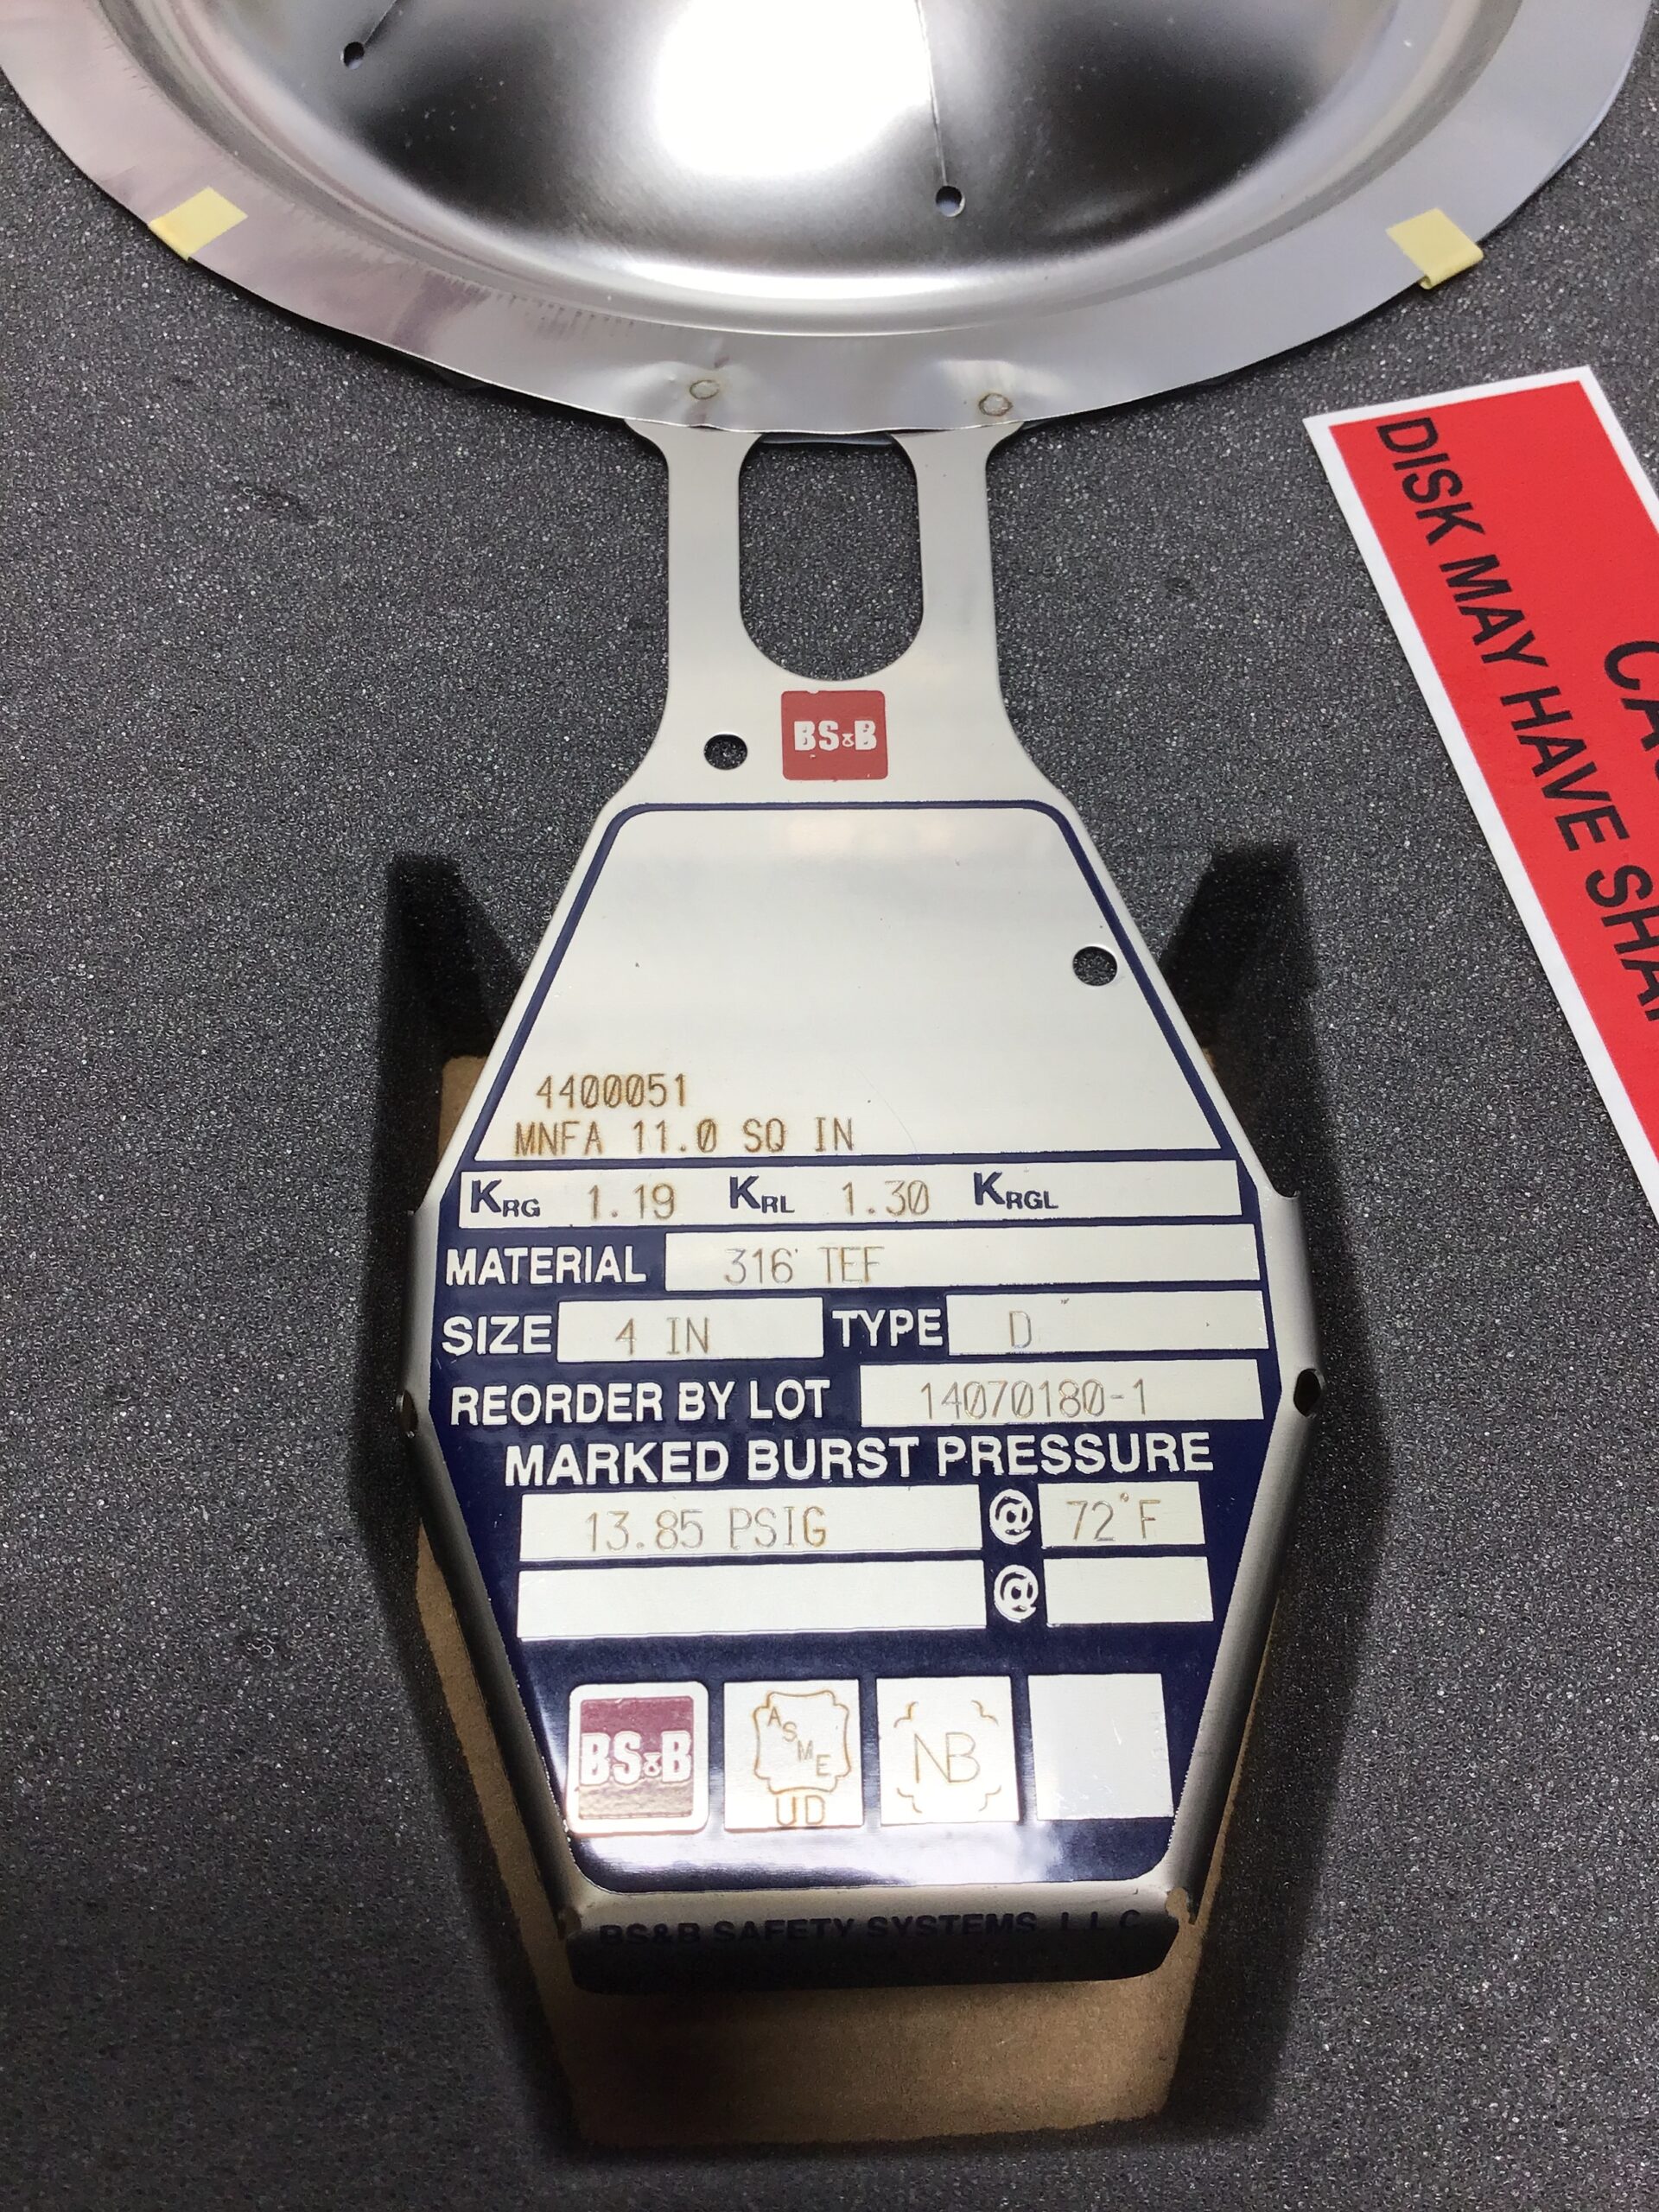 DISK MAY HAVE
BS&B
4400051
MNFA 11.0 SQ IN
KRG 1.19 KRL 1.30 KRGL
MATERIAL 316 TEF
SIZE 4 IN TYPE D
REORDER BY LOT 14070180-1
MARKED BURST PRESSURE
13.85 PSIG @ 72°F
@
BS&B ASME NB
UD
BS&B SAFETY SYSTEMS, L.L.C.